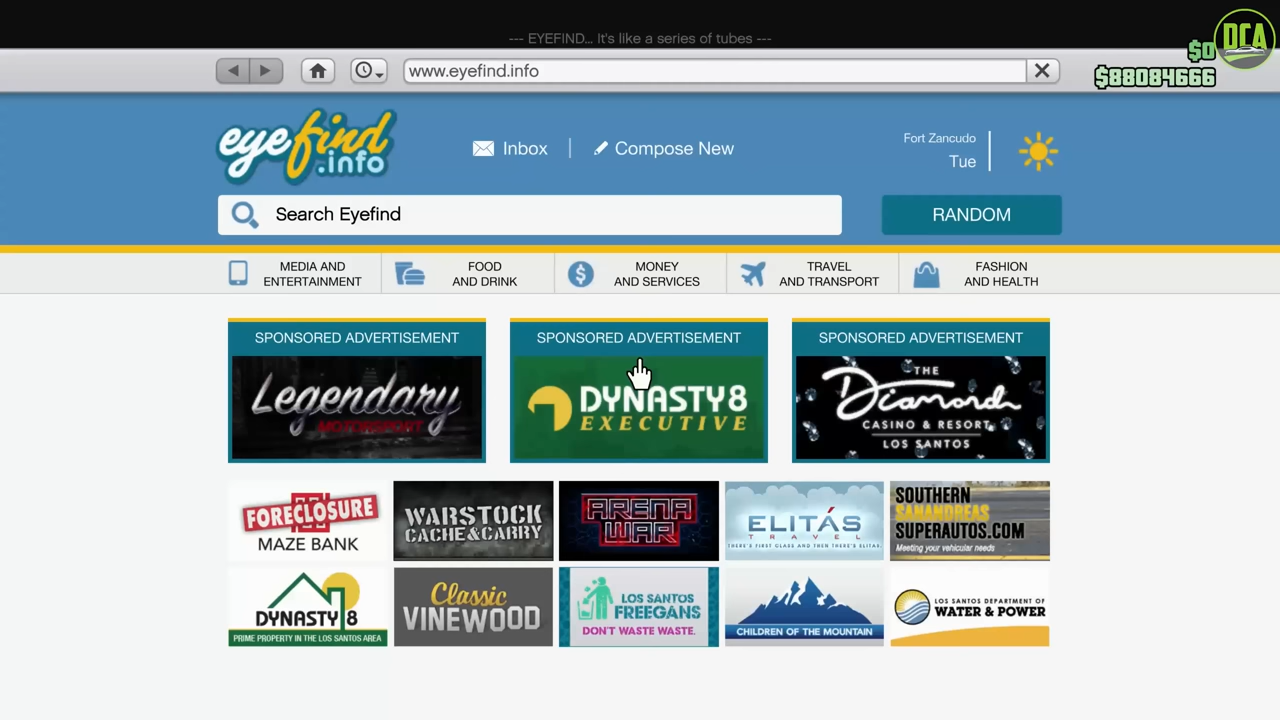 --- EYEFIND... It's like a series of tubes ---
DCA
$0
$88084666
www.eyefind.info
eyefind
.info
Inbox
Compose New
Fort Zancudo
Tue
Search Eyefind
RANDOM
MEDIA AND
ENTERTAINMENT
FOOD
AND DRINK
MONEY
AND SERVICES
TRAVEL
AND TRANSPORT
FASHION
AND HEALTH
SPONSORED ADVERTISEMENT
Legendary
MOTORSPORT
SPONSORED ADVERTISEMENT
DYNASTY8
EXECUTIVE
SPONSORED ADVERTISEMENT
THE
Diamond
CASINO & RESORT
LOS SANTOS
FORECLOSURE
MAZE BANK
WARSTOCK
CACHE&CARRY
ARENA
WAR
ELITÁS
TRAVEL
THERE'S FIRST CLASS AND THEN THERE'S ELITAS.
SOUTHERN
SANANDREAS
SUPERAUTOS.COM
Meeting your vehicular needs
DYNASTY 8
PRIME PROPERTY IN THE LOS SANTOS AREA
Classic
VINEWOOD
LOS SANTOS
FREEGANS
DON'T WASTE WASTE.
CHILDREN OF THE MOUNTAIN
LOS SANTOS DEPARTMENT OF
WATER & POWER